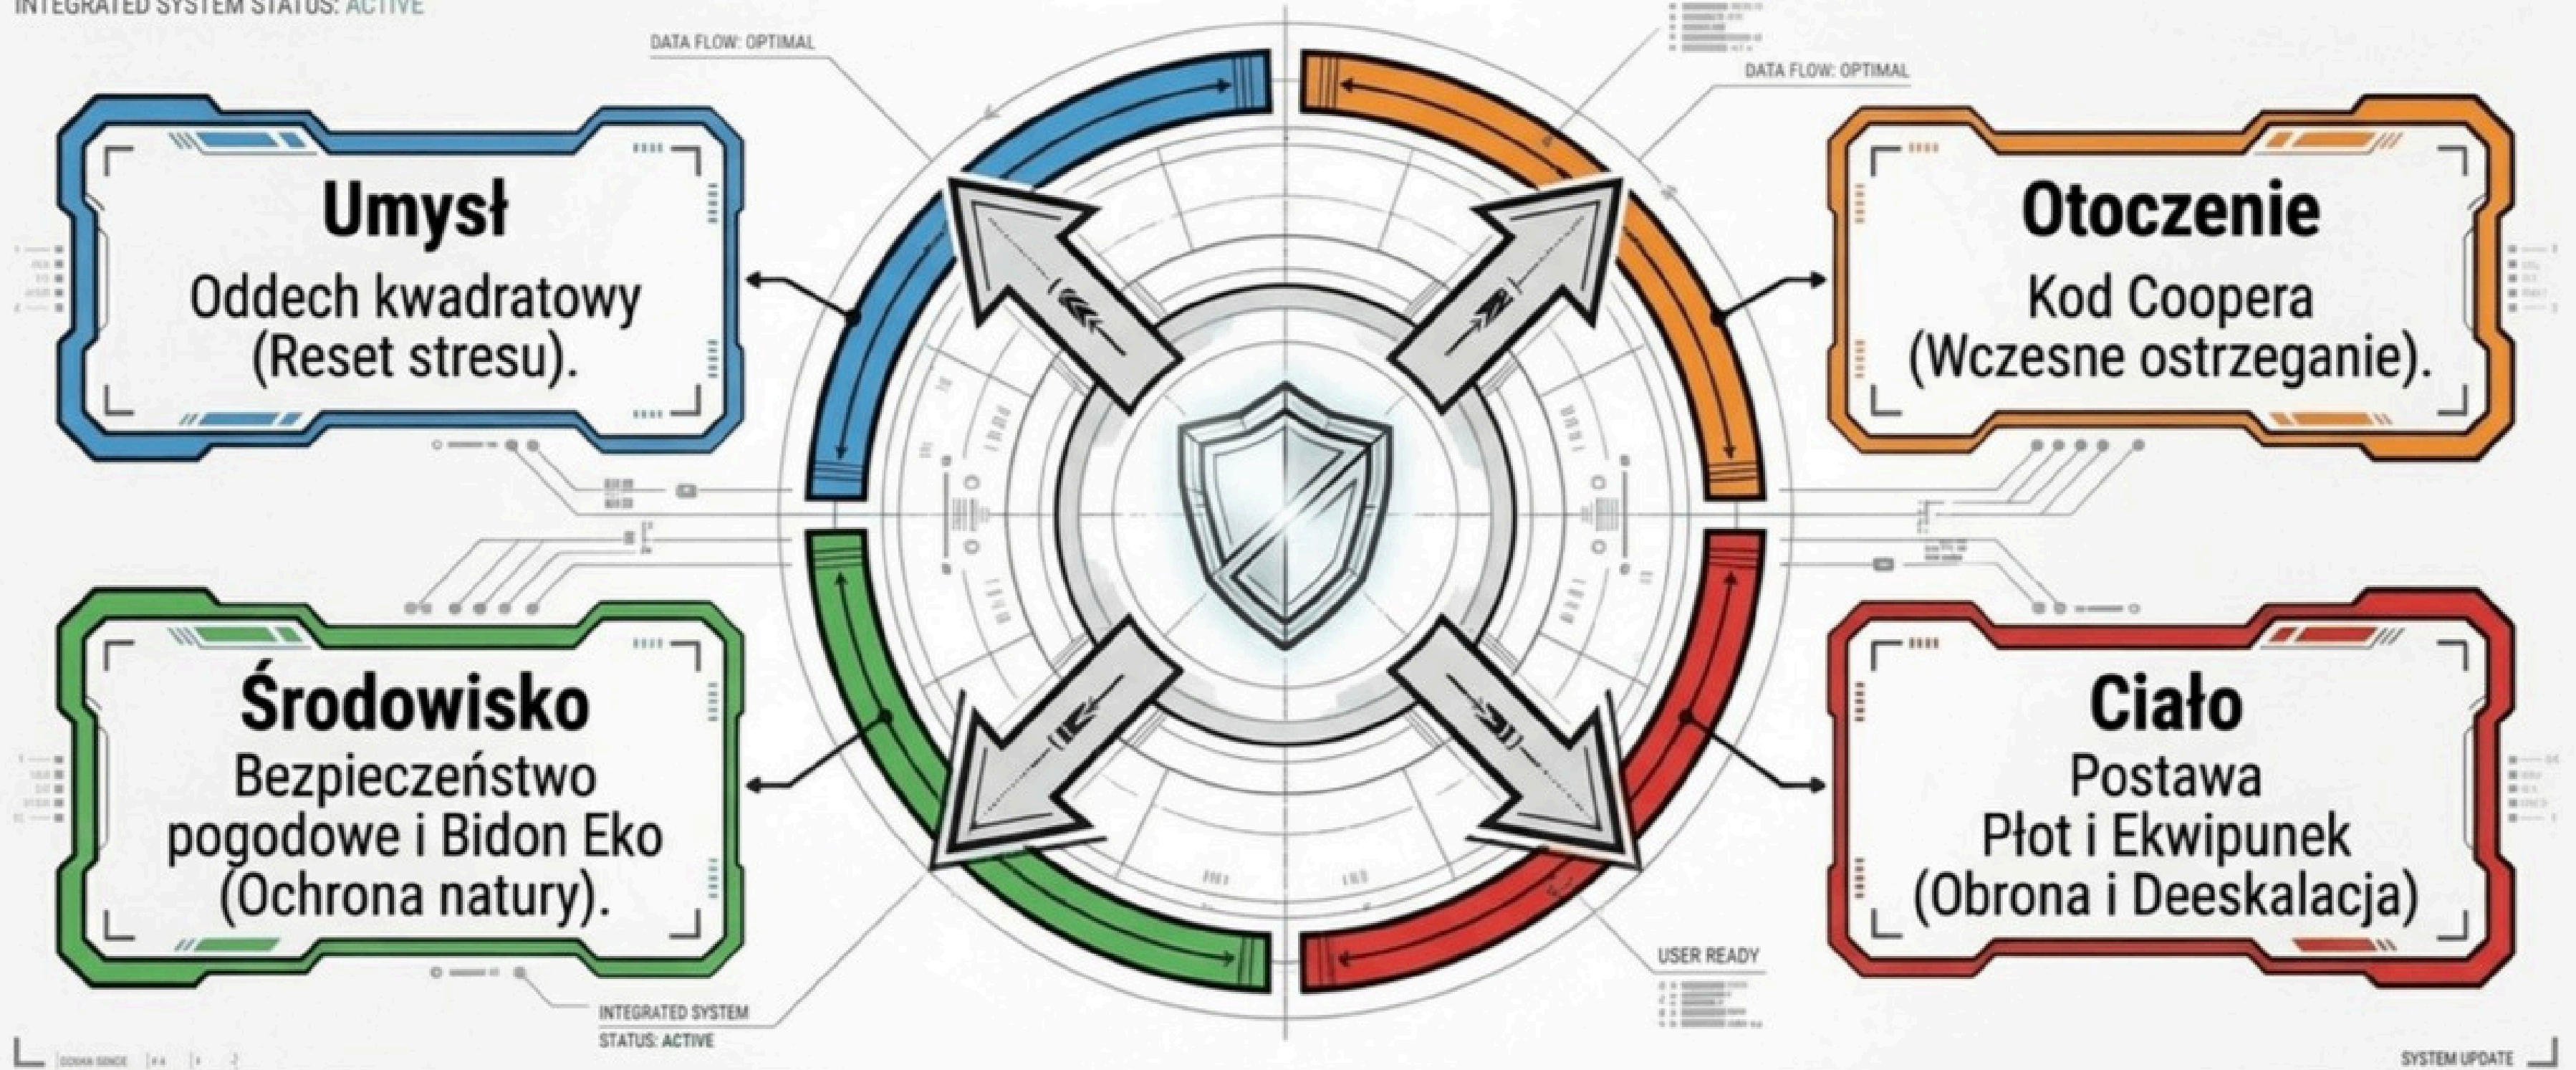 INTEGRATED SYSTEM STATUS: ACTIVE
DATA FLOW: OPTIMAL
DATA FLOW: OPTIMAL
Umysł
Oddech kwadratowy
(Reset stresu).
Otoczenie
Kod Coopera
(Wczesne ostrzeganie).
Środowisko
Bezpieczeństwo
pogodowe i Bidon Eko
(Ochrona natury).
Ciało
Postawa
Płot i Ekwipunek
(Obrona i Deeskalacja)
USER READY
INTEGRATED SYSTEM
STATUS: ACTIVE
SYSTEM UPDATE